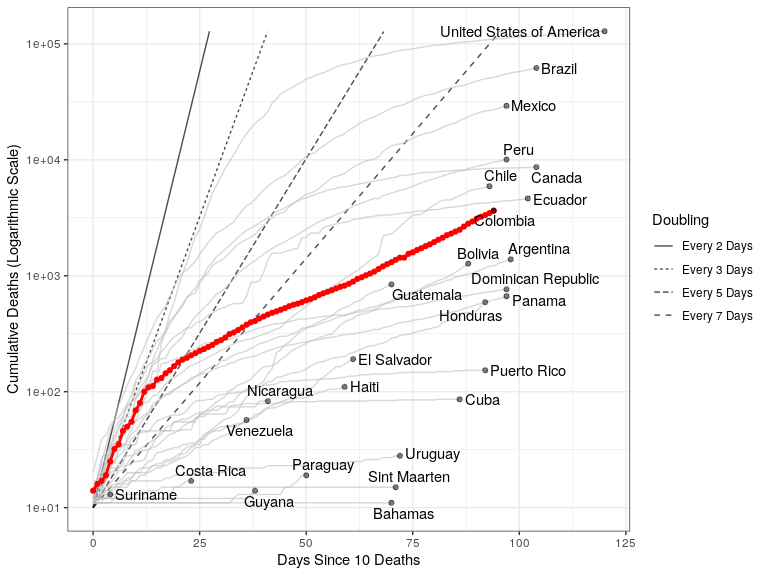 United States of America
1e+05
Brazil
Mexico
Peru
1e+04
Chile
Canada
Ecuador
Colombia
Argentina
Bolivia
1e+03
Dominican Republic
Guatemala
Panama
Honduras
El Salvador
Puerto Rico
Haiti
1e+02
Nicaragua
Cuba
Venezuela
Uruguay
Costa Rica
Paraguay
Sint Maarten
Suriname
Guyana
1e+01
Bahamas
0
25
50
75
100
125
Days Since 10 Deaths
Cumulative Deaths (Logarithmic Scale)
Doubling
Every 2 Days
Every 3 Days
Every 5 Days
Every 7 Days